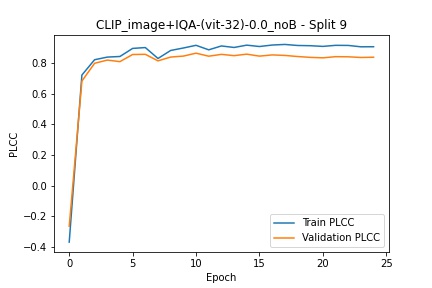 CLIP_image+IQA-(vit-32)-0.0_noB - Split 9
0.8
0.6
0.4
0.2
0.0
−0.2
−0.4
PLCC
Train PLCC
Validation PLCC
0 5 10 15 20 25
Epoch